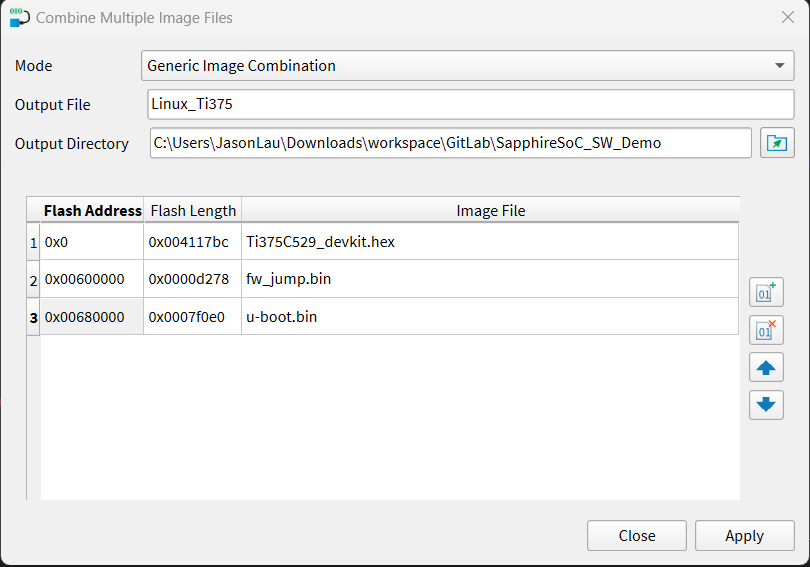 Combine Multiple Image Files
Mode Generic Image Combination
Output File Linux_Ti375
Output Directory C:\Users\JasonLau\Downloads\workspace\GitLab\SapphireSoC_SW_Demo
Flash Address Flash Length Image File
1 0x0 0x004117bc Ti375C529_devkit.hex
2 0x00600000 0x0000d278 fw_jump.bin
3 0x00680000 0x0007f0e0 u-boot.bin
Close Apply